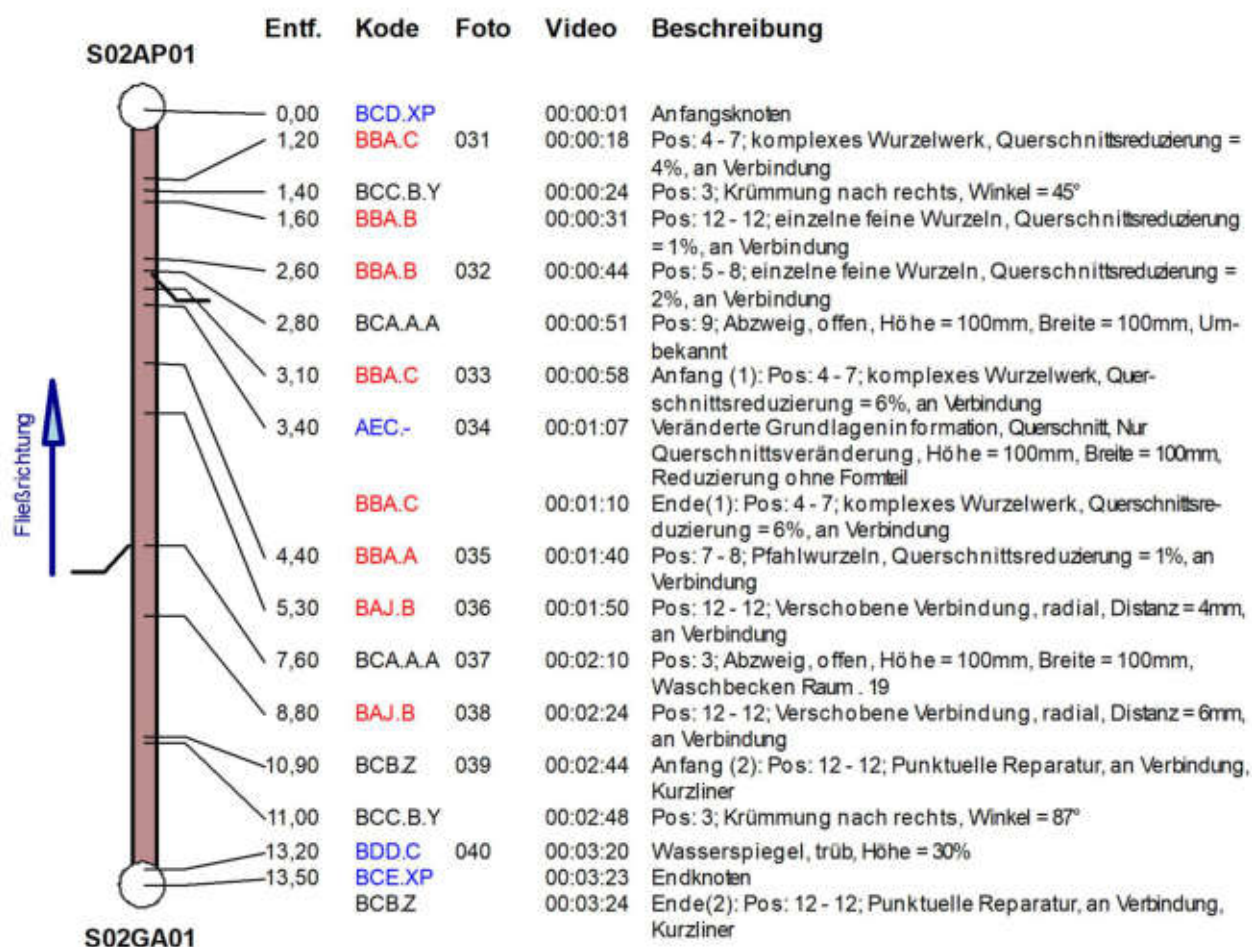 Entf. Kode Foto Video Beschreibung
S02AP01
0,00 BCD.XP 00:00:01 Anfangsknoten
1,20 BBA.C 031 00:00:18 Pos: 4 - 7; komplexes Wurzelwerk, Querschnittsreduzierung =
4%, an Verbindung
1,40 BCC.B.Y 00:00:24 Pos: 3; Krümmung nach rechts, Winkel = 45°
1,60 BBA.B 00:00:31 Pos: 12 - 12; einzelne feine Wurzeln, Querschnittsreduzierung
= 1%, an Verbindung
2,60 BBA.B 032 00:00:44 Pos: 5 - 8; einzelne feine Wurzeln, Querschnittsreduzierung =
2%, an Verbindung
2,80 BCA.A.A 00:00:51 Pos: 9; Abzweig, offen, Höhe = 100mm, Breite = 100mm, Um-
bekannt
3,10 BBA.C 033 00:00:58 Anfang (1): Pos: 4 - 7; komplexes Wurzelwerk, Quer-
schnittsreduzierung = 6%, an Verbindung
3,40 AEC.- 034 00:01:07 Veränderte Grundlageninformation, Querschnitt, Nur
Querschnittsveränderung, Höhe = 100mm, Breite = 100mm,
Reduzierung ohne Formteil
BBA.C 00:01:10 Ende(1): Pos: 4 - 7; komplexes Wurzelwerk, Querschnittsre-
duzierung = 6%, an Verbindung
4,40 BBA.A 035 00:01:40 Pos: 7 - 8; Pfahlwurzeln, Querschnittsreduzierung = 1%, an
Verbindung
5,30 BAJ.B 036 00:01:50 Pos: 12 - 12; Verschobene Verbindung, radial, Distanz = 4mm,
an Verbindung
7,60 BCA.A.A 037 00:02:10 Pos: 3; Abzweig, offen, Höhe = 100mm, Breite = 100mm,
Waschbecken Raum . 19
8,80 BAJ.B 038 00:02:24 Pos: 12 - 12; Verschobene Verbindung, radial, Distanz = 6mm,
an Verbindung
10,90 BCB.Z 039 00:02:44 Anfang (2): Pos: 12 - 12; Punktuelle Reparatur, an Verbindung,
Kurzliner
11,00 BCC.B.Y 00:02:48 Pos: 3; Krümmung nach rechts, Winkel = 87°
13,20 BDD.C 040 00:03:20 Wasserspiegel, trüb, Höhe = 30%
13,50 BCE.XP 00:03:23 Endknoten
BCB.Z 00:03:24 Ende(2): Pos: 12 - 12; Punktuelle Reparatur, an Verbindung,
Kurzliner
S02GA01
Fließrichtung